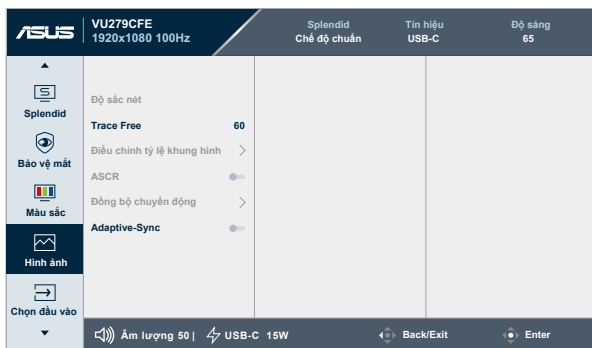 ASUS
VU279CFE
1920x1080 100Hz
Splendid
Chế độ chuẩn
Tín hiệu
USB-C
Độ sáng
65
Splendid
Bảo vệ mắt
Màu sắc
Hình ảnh
Chọn đầu vào
Độ sắc nét
Trace Free 60
Điều chỉnh tỷ lệ khung hình
ASCR
Đồng bộ chuyển động
Adaptive-Sync
Âm lượng 50 | USB-C 15W
Back/Exit
Enter